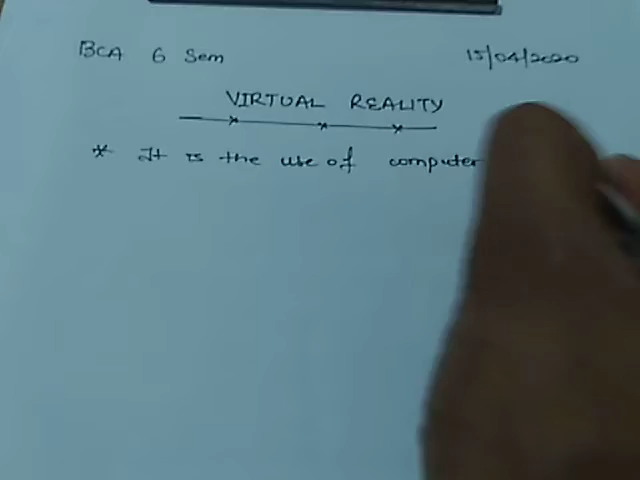 BCA 6 Sem 15/04/2020
VIRTUAL REALITY
* It is the use of computer